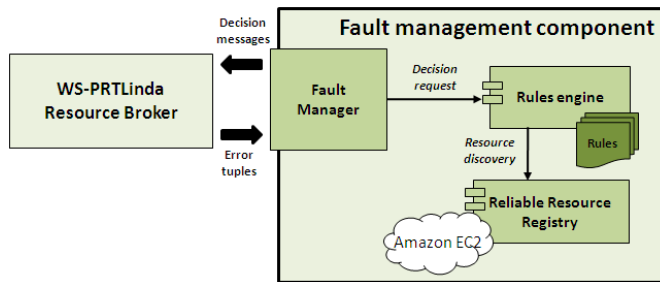 Decision
messages
Fault management component
WS-PRTLinda
Resource Broker
Fault
Manager
Decision
request
Rules engine
Error
tuples
Resource
discovery
Rules
Reliable Resource
Registry
Amazon EC2